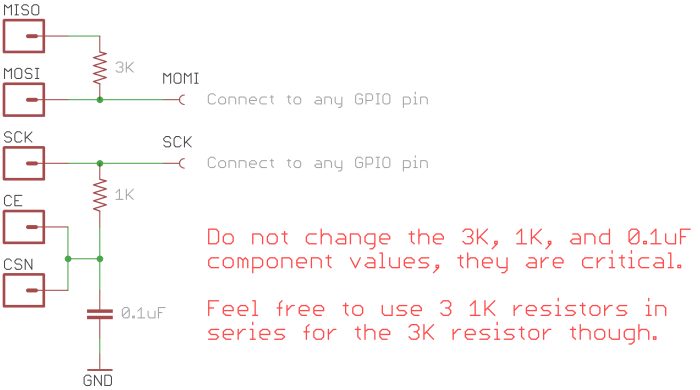 MISO
3K
MOSI
MOMI
Connect to any GPIO pin
SCK
SCK
Connect to any GPIO pin
1K
CE
CSN
0.1uF
GND
Do not change the 3K, 1K, and 0.1uF
component values, they are critical.
Feel free to use 3 1K resistors in
series for the 3K resistor though.